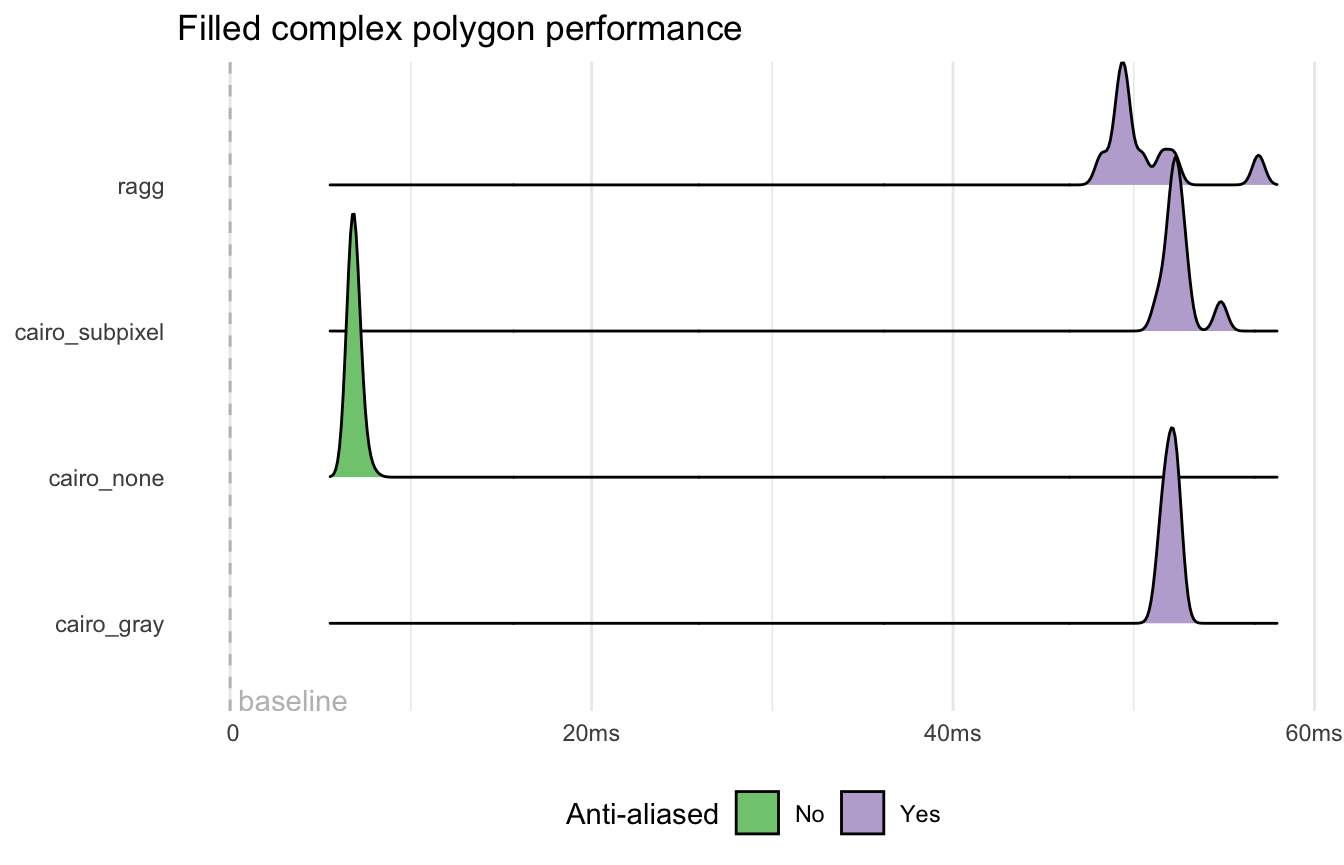 Filled complex polygon performance
ragg
cairo_subpixel
cairo_none
cairo_gray
baseline
0 20ms 40ms 60ms
Anti-aliased No Yes